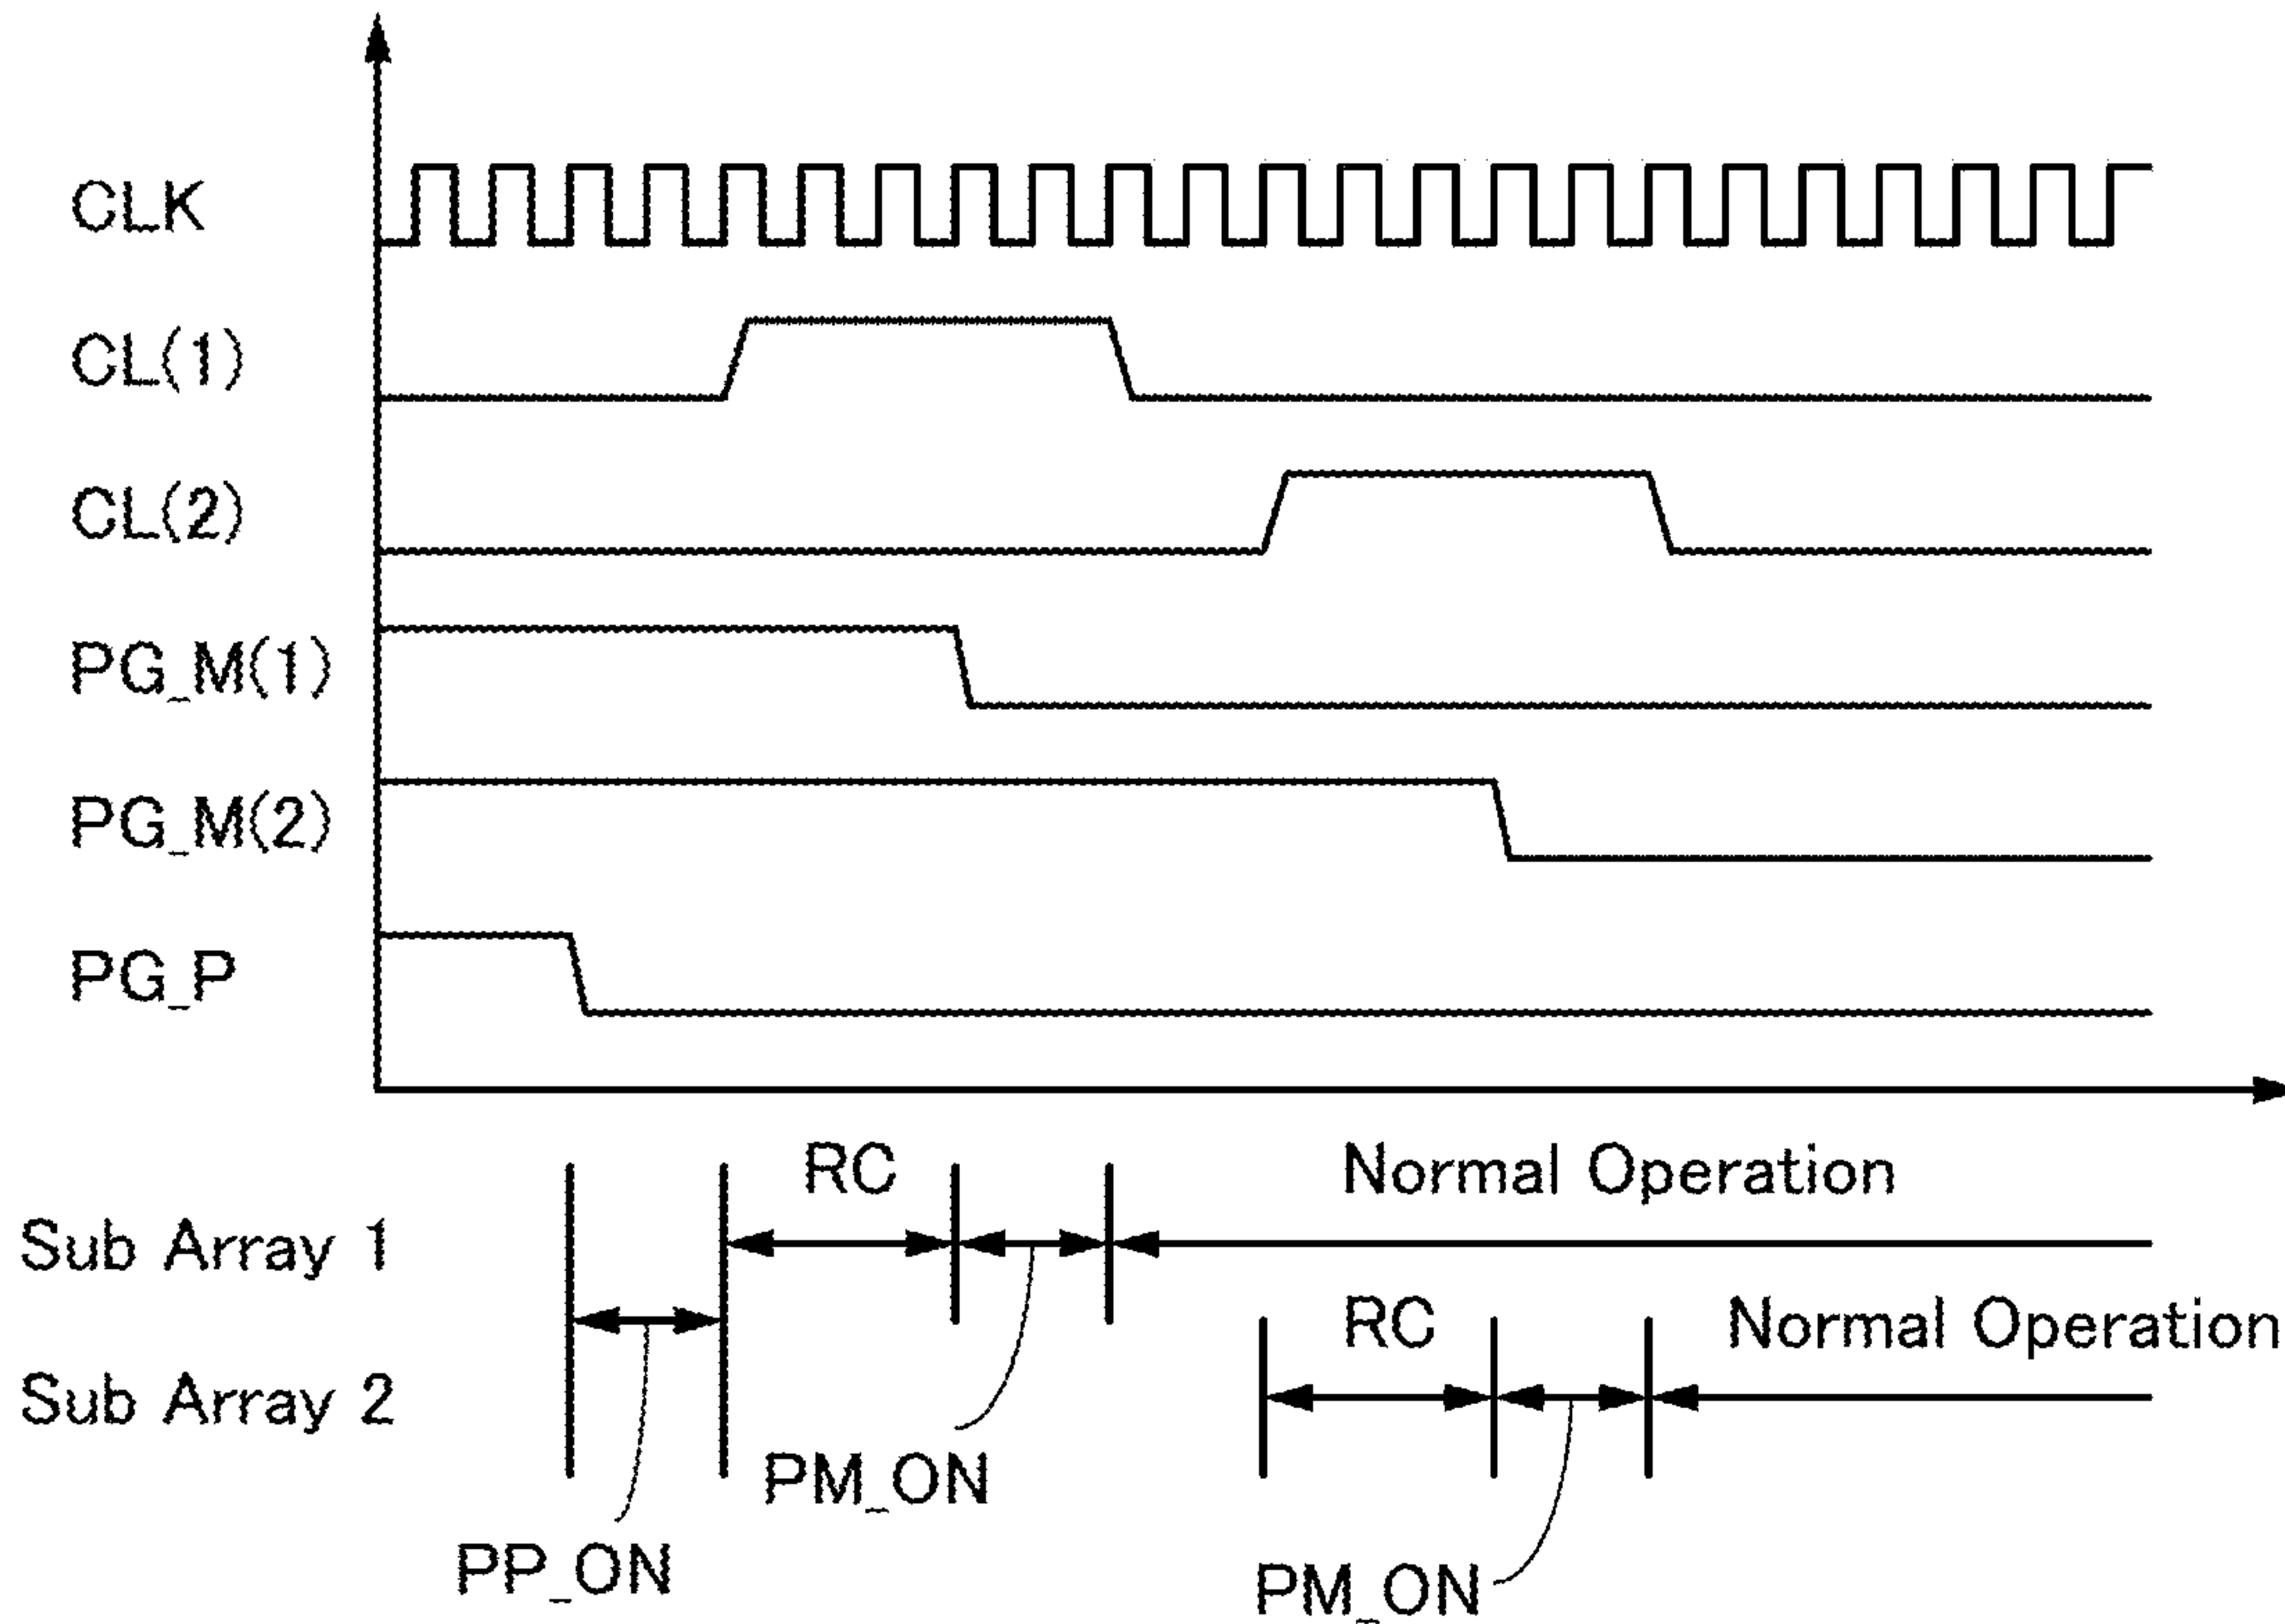 CLK
CL(1)
CL(2)
PG_M(1)
PG_M(2)
PG_P
RC
Normal Operation
Sub Array 1
RC
Normal Operation
Sub Array 2
PM_ON
PP_ON
PM_ON